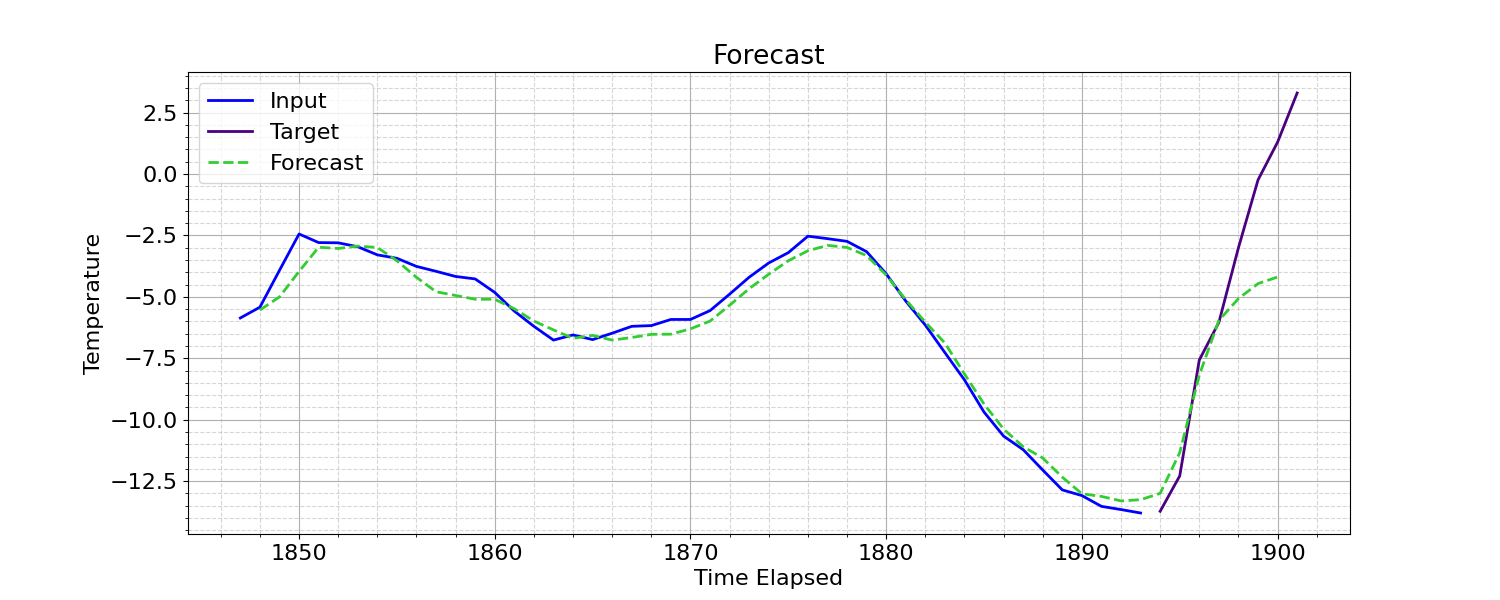 Forecast
Input
Target
Forecast
2.5
0.0
−2.5
−5.0
−7.5
−10.0
−12.5
Temperature
1850 1860 1870 1880 1890 1900
Time Elapsed